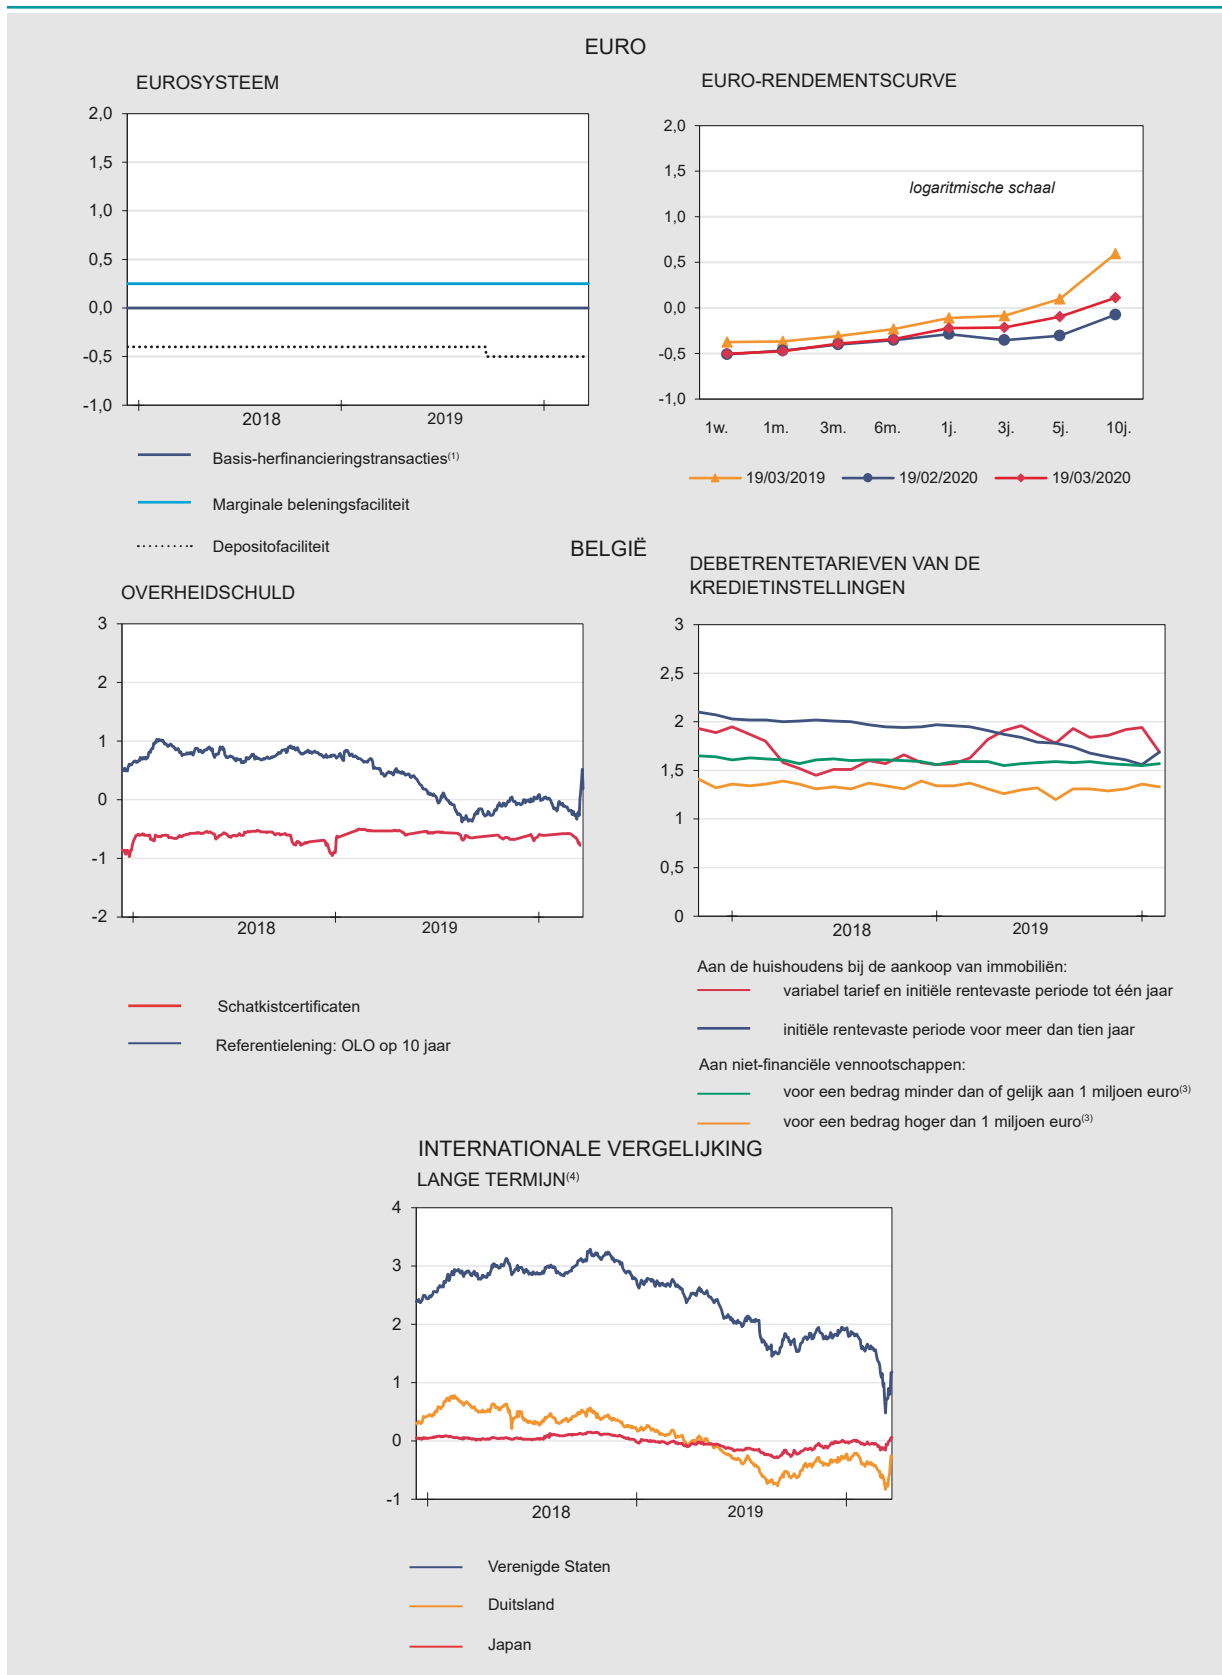 EURO
EUROSYSTEEM
2,0
1,5
1,0
0,5
0,0
-0,5
-1,0
2018
2019
Basis-herfinancieringstransacties(1)
Marginale beleningsfaciliteit
Depositofaciliteit
EURO-RENDEMENTSCURVE
2,0
1,5
1,0
0,5
0,0
-0,5
-1,0
logaritmische schaal
1w. 1m. 3m. 6m. 1j. 3j. 5j. 10j.
19/03/2019 19/02/2020 19/03/2020
BELGIË
OVERHEIDSCHULD
3
2
1
0
-1
-2
2018
2019
Schatkistcertificaten
Referentielening: OLO op 10 jaar
DEBETRENTETARIEVEN VAN DE
KREDIETINSTELLINGEN
3
2,5
2
1,5
1
0,5
0
2018
2019
Aan de huishoudens bij de aankoop van immobiliën:
variabel tarief en initiële rentevaste periode tot één jaar
initiële rentevaste periode voor meer dan tien jaar
Aan niet-financiële vennootschappen:
voor een bedrag minder dan of gelijk aan 1 miljoen euro(3)
voor een bedrag hoger dan 1 miljoen euro(3)
INTERNATIONALE VERGELIJKING
LANGE TERMIJN(4)
4
3
2
1
0
-1
2018
2019
Verenigde Staten
Duitsland
Japan